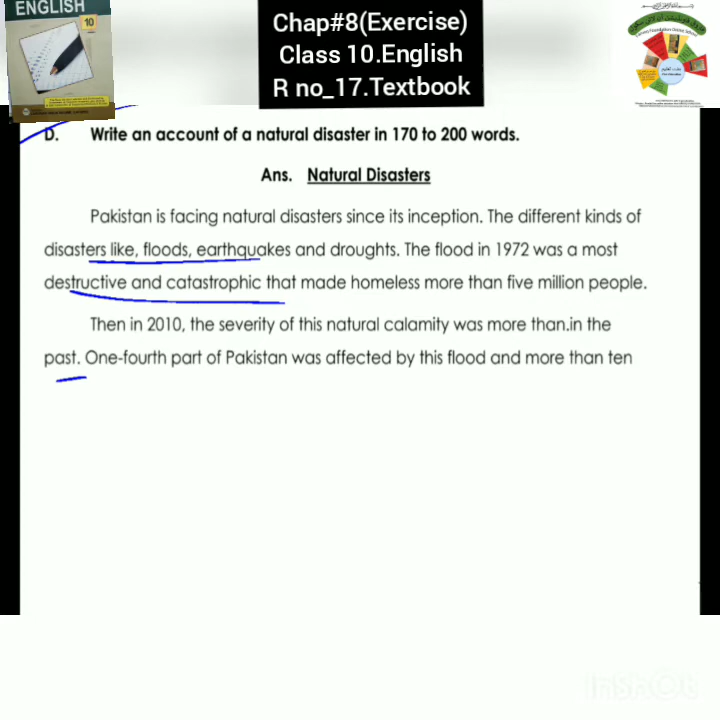 ENGLISH
10
Chap#8(Exercise)
Class 10.English
R no_17.Textbook
D. Write an account of a natural disaster in 170 to 200 words.
Ans. Natural Disasters
Pakistan is facing natural disasters since its inception. The different kinds of
disasters like, floods, earthquakes and droughts. The flood in 1972 was a most
destructive and catastrophic that made homeless more than five million people.
Then in 2010, the severity of this natural calamity was more than.in the
past. One-fourth part of Pakistan was affected by this flood and more than ten
InShOt